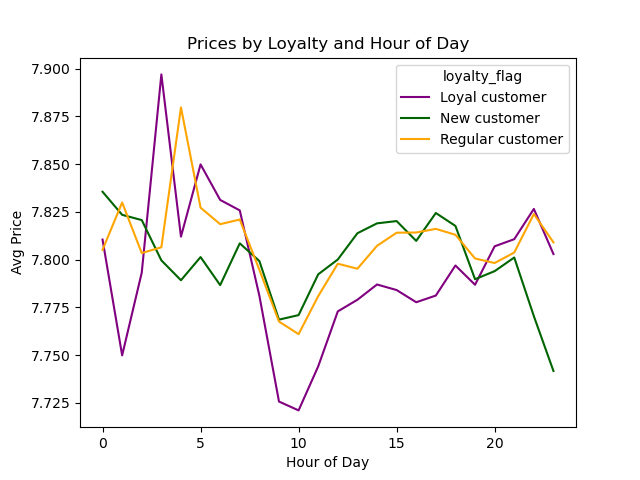 Prices by Loyalty and Hour of Day
7.900
7.875
7.850
7.825
7.800
7.775
7.750
7.725
Avg Price
loyalty_flag
Loyal customer
New customer
Regular customer
0 5 10 15 20
Hour of Day